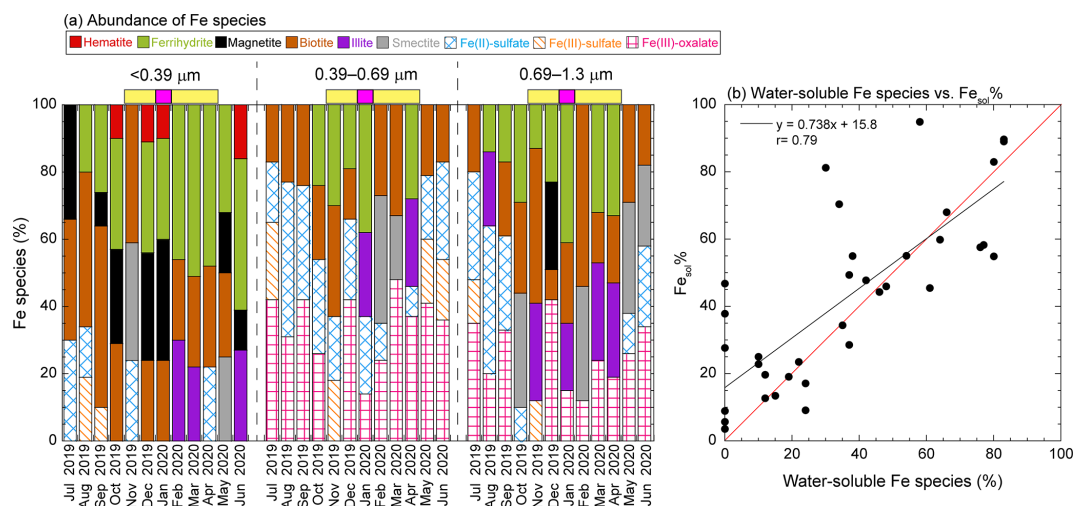 (a) Abundance of Fe species
Hematite Ferrihydrite Magnetite Biotite Illite Smectite Fe(II)-sulfate Fe(III)-sulfate Fe(III)-oxalate
<0.39 μm 0.39–0.69 μm 0.69–1.3 μm
Fe species (%)
100
80
60
40
20
0
Jul 2019
Aug 2019
Sep 2019
Oct 2019
Nov 2019
Dec 2019
Jan 2020
Feb 2020
Mar 2020
Apr 2020
May 2020
Jun 2020
Jul 2019
Aug 2019
Sep 2019
Oct 2019
Nov 2019
Dec 2019
Jan 2020
Feb 2020
Mar 2020
Apr 2020
May 2020
Jun 2020
Jul 2019
Aug 2019
Sep 2019
Oct 2019
Nov 2019
Dec 2019
Jan 2020
Feb 2020
Mar 2020
Apr 2020
May 2020
Jun 2020
(b) Water-soluble Fe species vs. Fesol%
y = 0.738x + 15.8
r= 0.79
Fesol%
100
80
60
40
20
0
0 20 40 60 80 100
Water-soluble Fe species (%)